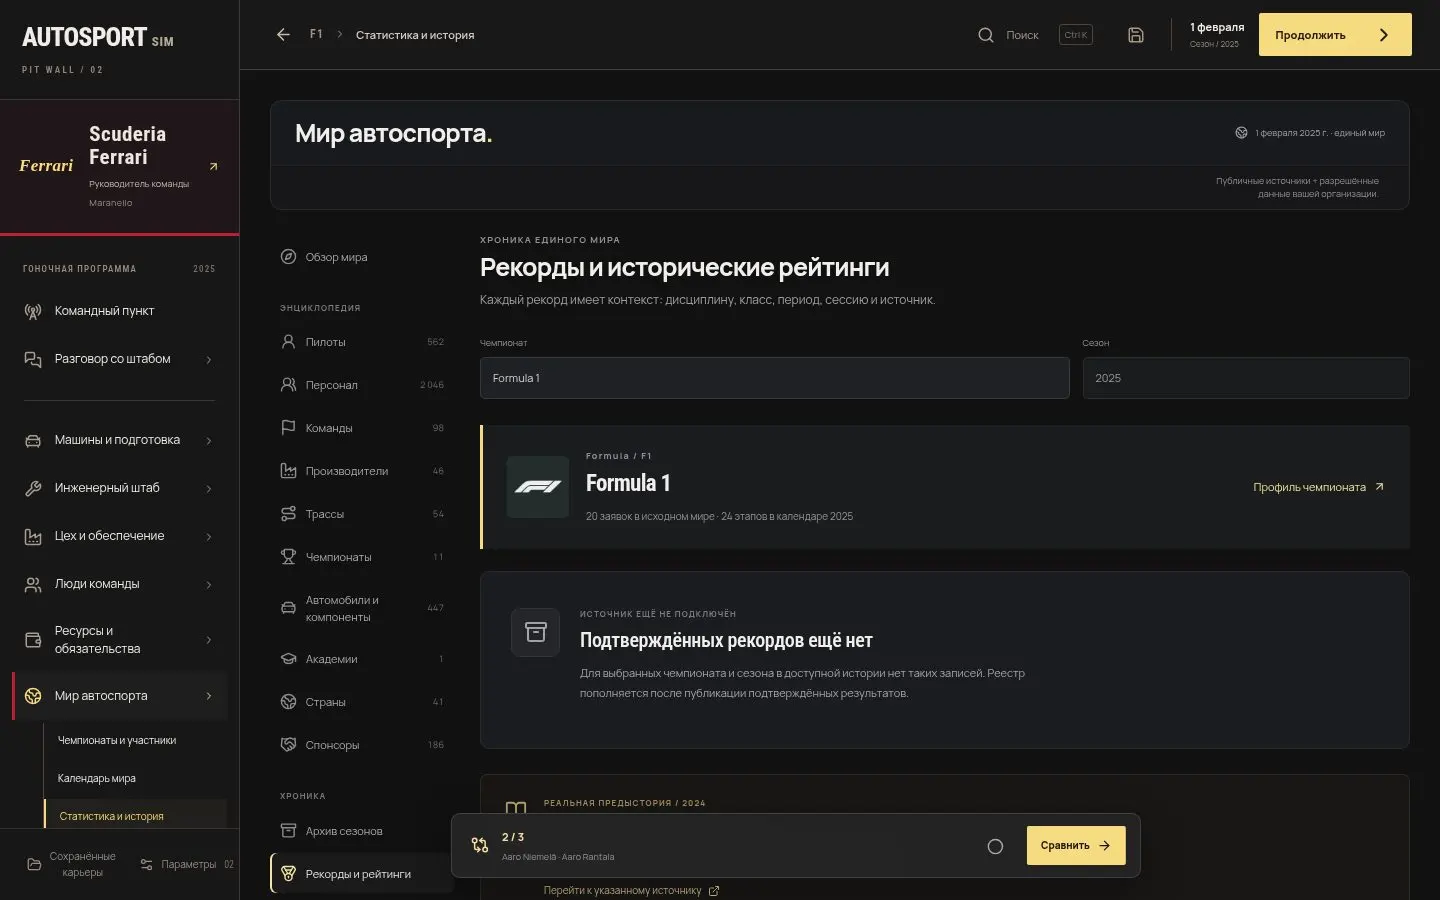 AUTOSPORT SIM
PIT WALL / 02
F1
Статистика и история
Поиск
Ctrl K
1 февраля
Сезон / 2025
Продолжить
Ferrari
Scuderia
Ferrari
Руководитель команды
Maranello
ГОНОЧНАЯ ПРОГРАММА
2025
Командный пункт
Разговор со штабом
Машины и подготовка
Инженерный штаб
Цех и обеспечение
Люди команды
Ресурсы и
обязательства
Мир автоспорта
Чемпионаты и участники
Календарь мира
Статистика и история
Сохранённые
карьеры
Параметры
02
Мир автоспорта.
1 февраля 2025 г. · единый мир
Публичные источники + разрешённые
данные вашей организации.
Обзор мира
ЭНЦИКЛОПЕДИЯ
Пилоты 562
Персонал 2 046
Команды 98
Производители 46
Трассы 54
Чемпионаты 11
Автомобили и
компоненты 447
Академии 1
Страны 41
Спонсоры 186
ХРОНИКА
Архив сезонов
Рекорды и рейтинги
ХРОНИКА ЕДИНОГО МИРА
Рекорды и исторические рейтинги
Каждый рекорд имеет контекст: дисциплину, класс, период, сессию и источник.
Чемпионат
Formula 1
Сезон
2025
Formula / F1
Formula 1
20 заявок в исходном мире · 24 этапов в календаре 2025
Профиль чемпионата
ИСТОЧНИК ЕЩЁ НЕ ПОДКЛЮЧЁН
Подтверждённых рекордов ещё нет
Для выбранных чемпионата и сезона в доступной истории нет таких записей. Реестр
пополняется после публикации подтверждённых результатов.
РЕАЛЬНАЯ ПРЕДЫСТОРИЯ / 2024
2 / 3
Aaro Niemelä · Aaro Rantala
Сравнить
Перейти к указанному источнику